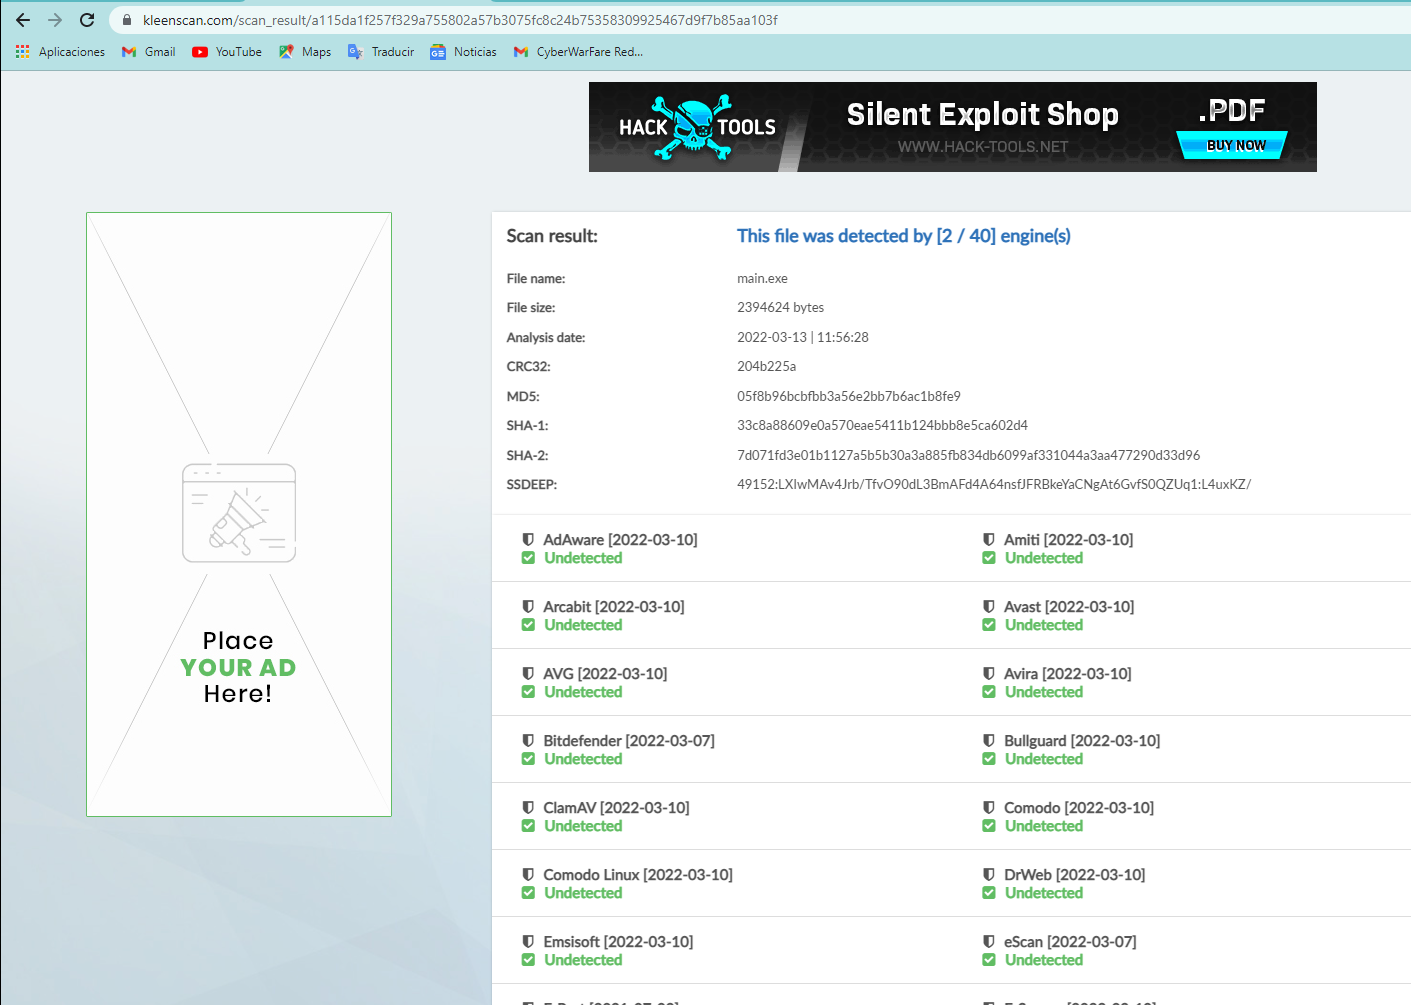 kleenscan.com/scan_result/a115da1f257f329a755802a57b3075fc8c24b75358309925467d9f7b85aa103f
Aplicaciones Gmail YouTube Maps Traducir Noticias CyberWarFare Red...
HACK TOOLS
Silent Exploit Shop
WWW.HACK-TOOLS.NET
.PDF
BUY NOW
Place
YOUR AD
Here!
Scan result: This file was detected by [2 / 40] engine(s)
File name: main.exe
File size: 2394624 bytes
Analysis date: 2022-03-13 | 11:56:28
CRC32: 204b225a
MD5: 05f8b96bcbfbb3a56e2bb7b6ac1b8fe9
SHA-1: 33c8a88609e0a570eae5411b124bbb8e5ca602d4
SHA-2: 7d071fd3e01b1127a5b5b30a3a885fb834db6099af331044a3aa477290d33d96
SSDEEP: 49152:LXIwMAv4Jrb/TfvO90dL3BmAFd4A64nsfJFRBkeYaCNgAt6GvfS0QZUq1:L4uxKZ/
AdAware [2022-03-10] Amiti [2022-03-10]
Undetected Undetected
Arcabit [2022-03-10] Avast [2022-03-10]
Undetected Undetected
AVG [2022-03-10] Avira [2022-03-10]
Undetected Undetected
Bitdefender [2022-03-07] Bullguard [2022-03-10]
Undetected Undetected
ClamAV [2022-03-10] Comodo [2022-03-10]
Undetected Undetected
Comodo Linux [2022-03-10] DrWeb [2022-03-10]
Undetected Undetected
Emsisoft [2022-03-10] eScan [2022-03-07]
Undetected Undetected